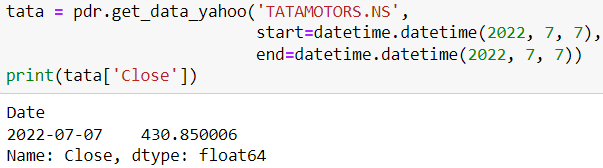 tata = pdr.get_data_yahoo('TATAMOTORS.NS',
start=datetime.datetime(2022, 7, 7),
end=datetime.datetime(2022, 7, 7))
print(tata['Close'])
Date
2022-07-07    430.850006
Name: Close, dtype: float64